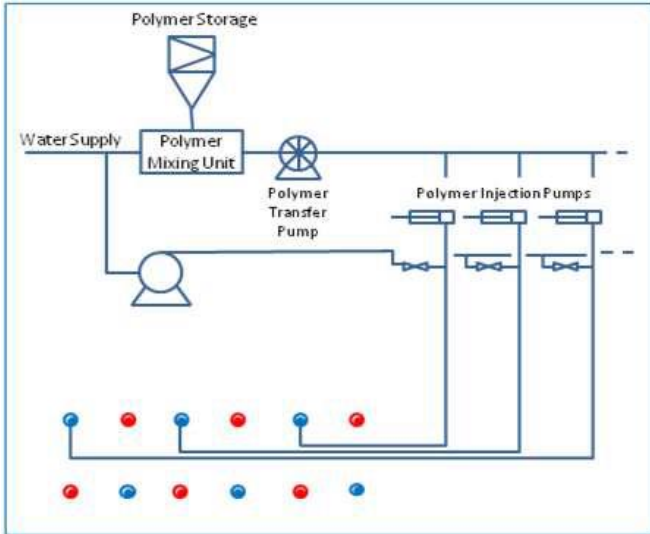 Polymer Storage
Water Supply
Polymer
Mixing Unit
Polymer
Transfer
Pump
Polymer Injection Pumps